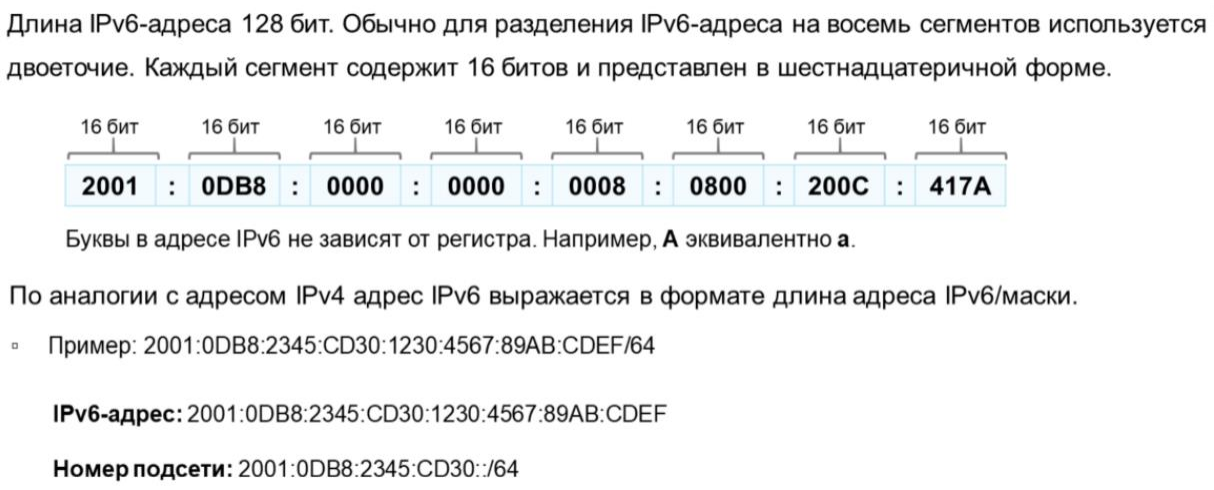 Длина IPv6-адреса 128 бит. Обычно для разделения IPv6-адреса на восемь сегментов используется
двоеточие. Каждый сегмент содержит 16 битов и представлен в шестнадцатеричной форме.
16 бит 16 бит 16 бит 16 бит 16 бит 16 бит 16 бит 16 бит
2001 : 0DB8 : 0000 : 0000 : 0008 : 0800 : 200C : 417A
Буквы в адресе IPv6 не зависят от регистра. Например, А эквивалентно а.
По аналогии с адресом IPv4 адрес IPv6 выражается в формате длина адреса IPv6/маски.
▫ Пример: 2001:0DB8:2345:CD30:1230:4567:89AB:CDEF/64
IPv6-адрес: 2001:0DB8:2345:CD30:1230:4567:89AB:CDEF
Номер подсети: 2001:0DB8:2345:CD30::/64